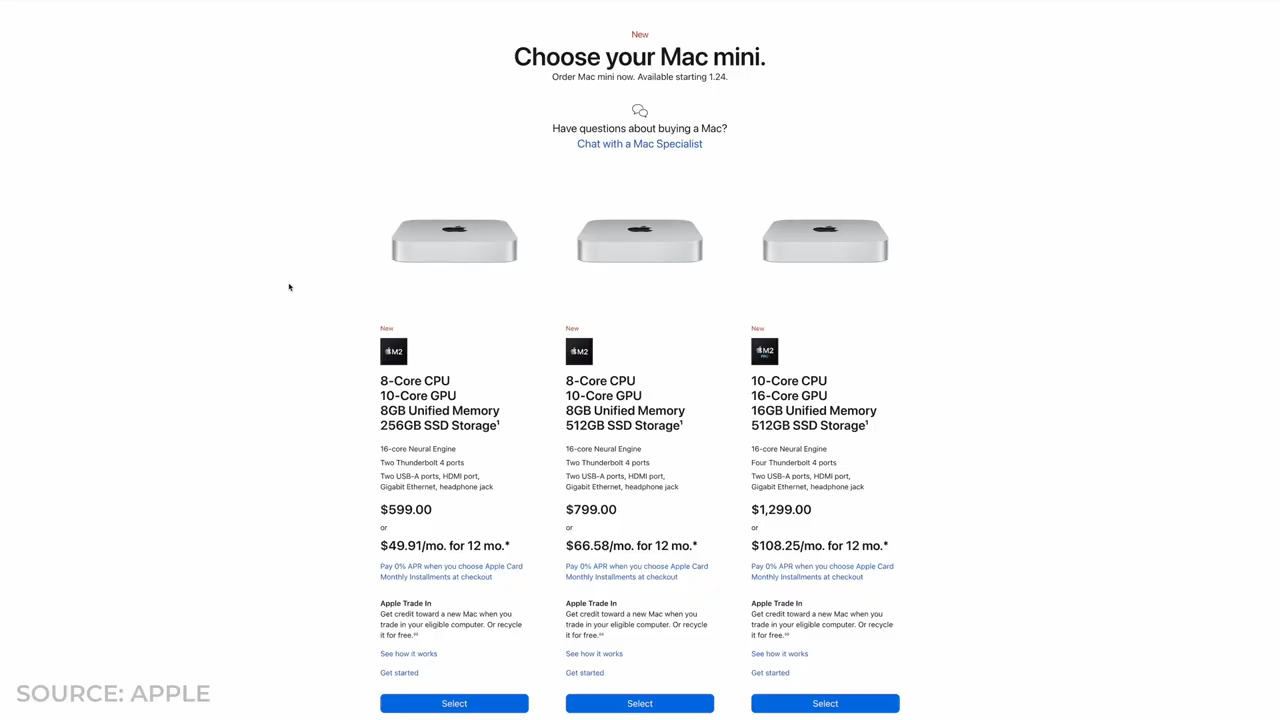 New
Choose your Mac mini.
Order Mac mini now. Available starting 1.24.
Have questions about buying a Mac?
Chat with a Mac Specialist
New
M2
8-Core CPU
10-Core GPU
8GB Unified Memory
256GB SSD Storage¹
16-core Neural Engine
Two Thunderbolt 4 ports
Two USB-A ports, HDMI port,
Gigabit Ethernet, headphone jack
$599.00
or
$49.91/mo. for 12 mo.*
Pay 0% APR when you choose Apple Card
Monthly Installments at checkout
Apple Trade In
Get credit toward a new Mac when you
trade in your eligible computer. Or recycle
it for free.
See how it works
Get started
Select
New
M2
8-Core CPU
10-Core GPU
8GB Unified Memory
512GB SSD Storage¹
16-core Neural Engine
Two Thunderbolt 4 ports
Two USB-A ports, HDMI port,
Gigabit Ethernet, headphone jack
$799.00
or
$66.58/mo. for 12 mo.*
Pay 0% APR when you choose Apple Card
Monthly Installments at checkout
Apple Trade In
Get credit toward a new Mac when you
trade in your eligible computer. Or recycle
it for free.
See how it works
Get started
Select
New
M2
PRO
10-Core CPU
16-Core GPU
16GB Unified Memory
512GB SSD Storage¹
16-core Neural Engine
Four Thunderbolt 4 ports
Two USB-A ports, HDMI port,
Gigabit Ethernet, headphone jack
$1,299.00
or
$108.25/mo. for 12 mo.*
Pay 0% APR when you choose Apple Card
Monthly Installments at checkout
Apple Trade In
Get credit toward a new Mac when you
trade in your eligible computer. Or recycle
it for free.
See how it works
Get started
Select
SOURCE: APPLE